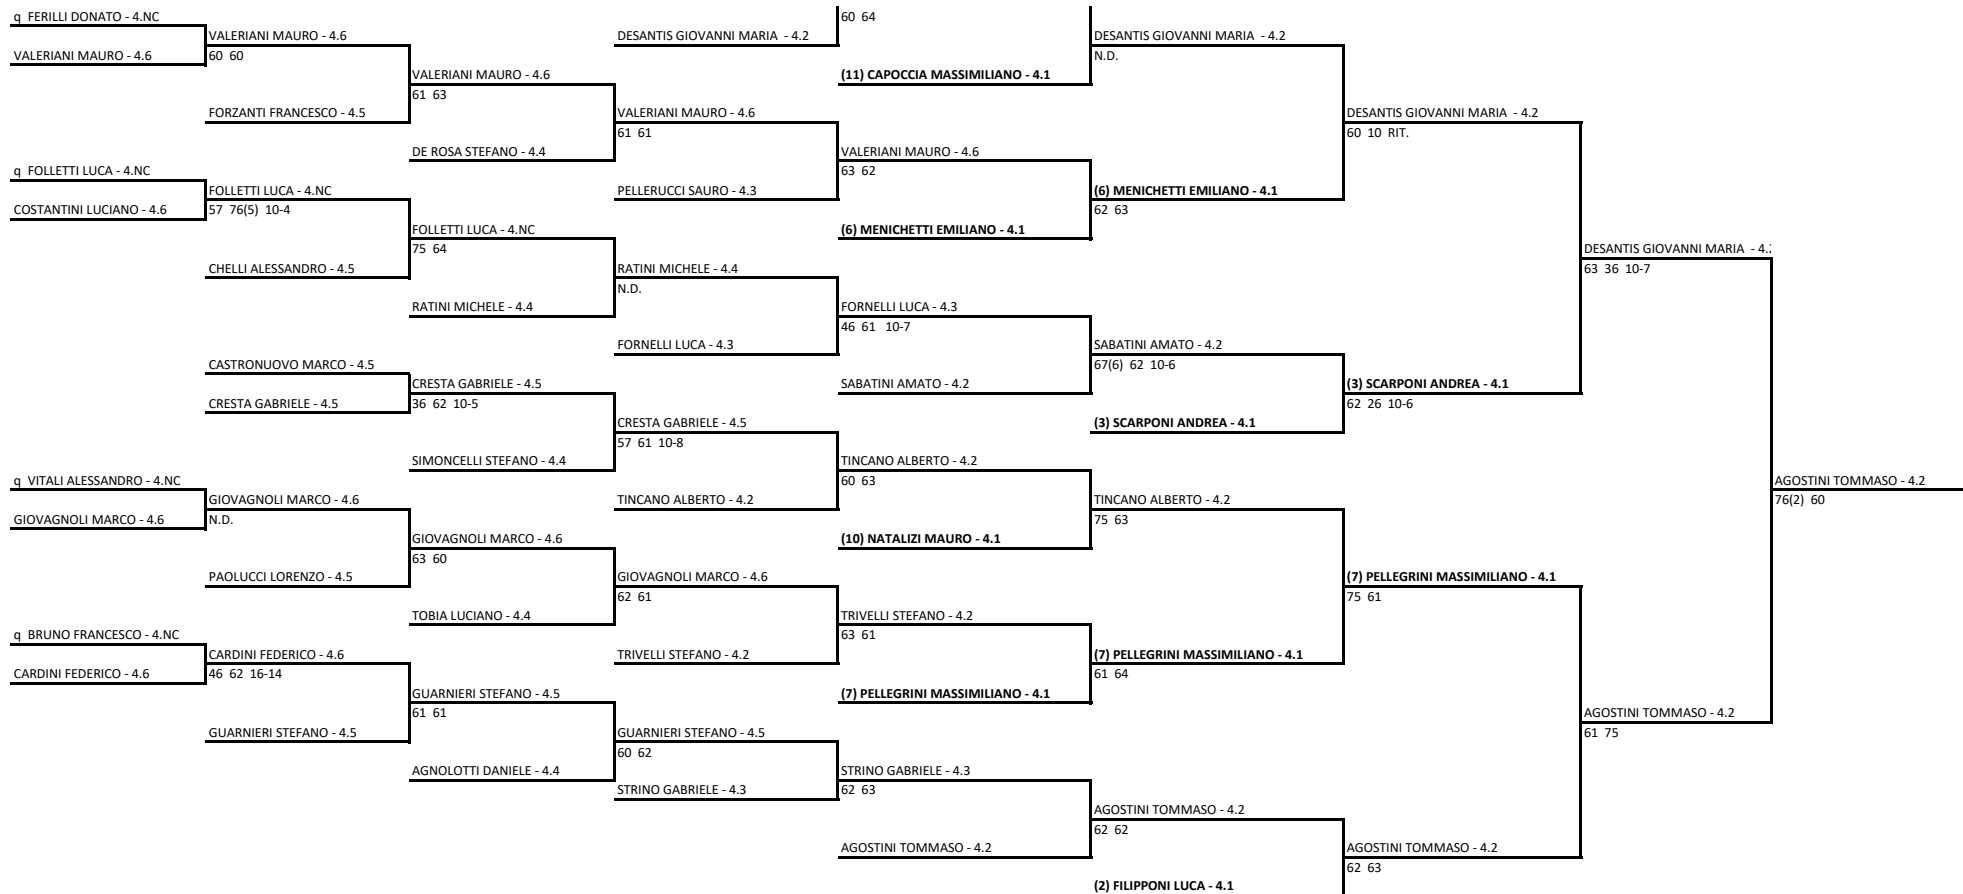 q FERILLI DONATO - 4.NC
60 64
VALERIANI MAURO - 4.6
DESANTIS GIOVANNI MARIA - 4.2
DESANTIS GIOVANNI MARIA - 4.2
VALERIANI MAURO - 4.6
60 60
N.D.
VALERIANI MAURO - 4.6
(11) CAPOCCIA MASSIMILIANO - 4.1
61 63
FORZANTI FRANCESCO - 4.5
VALERIANI MAURO - 4.6
DESANTIS GIOVANNI MARIA - 4.2
61 61
60 10 RIT.
DE ROSA STEFANO - 4.4
VALERIANI MAURO - 4.6
q FOLLETTI LUCA - 4.NC
63 62
FOLLETTI LUCA - 4.NC
PELLERUCCI SAURO - 4.3
(6) MENICHETTI EMILIANO - 4.1
COSTANTINI LUCIANO - 4.6
57 76(5) 10-4
62 63
FOLLETTI LUCA - 4.NC
(6) MENICHETTI EMILIANO - 4.1
75 64
DESANTIS GIOVANNI MARIA - 4.
CHELLI ALESSANDRO - 4.5
RATINI MICHELE - 4.4
63 36 10-7
N.D.
RATINI MICHELE - 4.4
FORNELLI LUCA - 4.3
46 61 10-7
FORNELLI LUCA - 4.3
SABATINI AMATO - 4.2
CASTRONUOVO MARCO - 4.5
67(6) 62 10-6
CRESTA GABRIELE - 4.5
SABATINI AMATO - 4.2
(3) SCARPONI ANDREA - 4.1
CRESTA GABRIELE - 4.5
36 62 10-5
62 26 10-6
CRESTA GABRIELE - 4.5
(3) SCARPONI ANDREA - 4.1
57 61 10-8
SIMONCELLI STEFANO - 4.4
TINCANO ALBERTO - 4.2
q VITALI ALESSANDRO - 4.NC
60 63
AGOSTINI TOMMASO - 4.2
GIOVAGNOLI MARCO - 4.6
TINCANO ALBERTO - 4.2
TINCANO ALBERTO - 4.2
76(2) 60
GIOVAGNOLI MARCO - 4.6
N.D.
75 63
GIOVAGNOLI MARCO - 4.6
(10) NATALIZI MAURO - 4.1
63 60
PAOLUCCI LORENZO - 4.5
GIOVAGNOLI MARCO - 4.6
(7) PELLEGRINI MASSIMILIANO - 4.1
62 61
75 61
TOBIA LUCIANO - 4.4
TRIVELLI STEFANO - 4.2
q BRUNO FRANCESCO - 4.NC
63 61
CARDINI FEDERICO - 4.6
TRIVELLI STEFANO - 4.2
(7) PELLEGRINI MASSIMILIANO - 4.1
CARDINI FEDERICO - 4.6
46 62 16-14
61 64
GUARNIERI STEFANO - 4.5
(7) PELLEGRINI MASSIMILIANO - 4.1
61 61
AGOSTINI TOMMASO - 4.2
GUARNIERI STEFANO - 4.5
GUARNIERI STEFANO - 4.5
61 75
60 62
AGNOLOTTI DANIELE - 4.4
STRINO GABRIELE - 4.3
STRINO GABRIELE - 4.3
62 63
AGOSTINI TOMMASO - 4.2
62 62
AGOSTINI TOMMASO - 4.2
AGOSTINI TOMMASO - 4.2
62 63
(2) FILIPPONI LUCA - 4.1